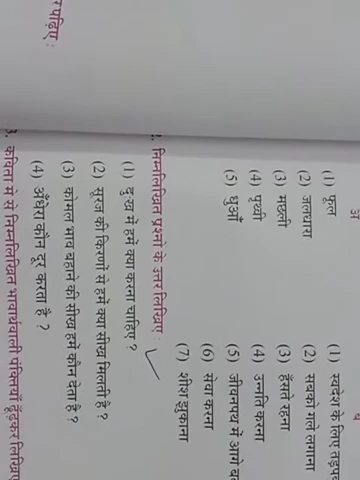 (1) फूल
(2) जलधारा
(3) मछली
(4) पृथ्वी
(5) धुआँ
(1) स्वदेश के लिए
(2) सबको गले लगाना
(3) हँसते रहना
(4) उन्नति करना
(5) जीवनपथ में आगे
(6) सेवा करना
(7) शीश झुकाना
2. निम्नलिखित प्रश्नों के उत्तर लिखिए :
(1) दुःख में हमें क्या करना चाहिए ?
(2) सूरज की किरणों से हमें क्या सीख मिलती है ?
(3) कोमल भाव बहाने की सीख हमें कौन देता है ?
(4) अँधेरा कौन दूर करता है ?
3. कविता में से निम्नलिखित भावार्थवाली पंक्तियाँ ढूँढ़कर लिखिए